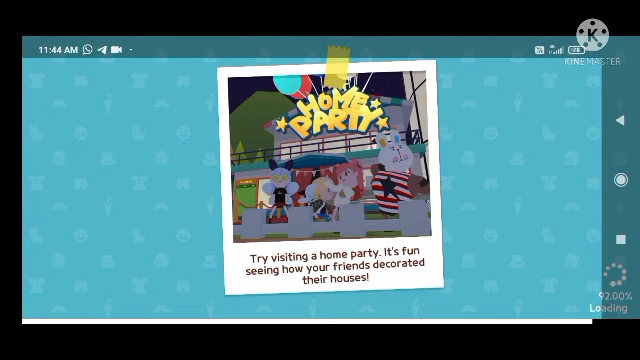 11:44 AM
K
KINEMASTER
HOME
PARTY
Try visiting a home party. It's fun
seeing how your friends decorated
their houses!
92.00%
Loading